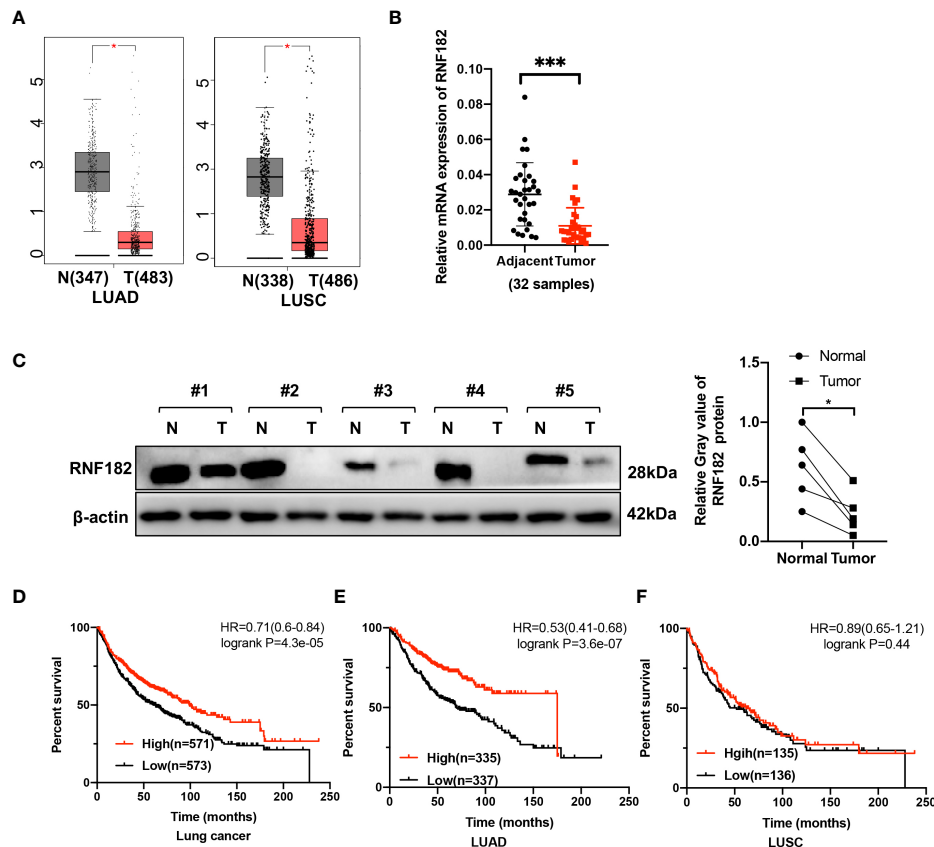 A
*
5
4
3
1
0
N(347) T(483)
LUAD
*
5
4
3
1
0
N(338) T(486)
LUSC
B
Relative mRNA expression of RNF182
***
0.10
0.08
0.06
0.04
0.02
0.00
Adjacent Tumor
(32 samples)
C
#1 #2 #3 #4 #5
N T N T N T N T N T
RNF182 28kDa
β-actin 42kDa
Relative Gray value of
RNF182 protein
Normal
Tumor
*
1.5
1.0
0.5
0.0
Normal Tumor
D
HR=0.71(0.6-0.84)
logrank P=4.3e-05
Percent survival
100
50
0
High(n=571)
Low(n=573)
0 50 100 150 200 250
Time (months)
Lung cancer
E
HR=0.53(0.41-0.68)
logrank P=3.6e-07
Percent survival
100
50
0
High(n=335)
Low(n=337)
0 50 100 150 200 250
Time (months)
LUAD
F
HR=0.89(0.65-1.21)
logrank P=0.44
Percent survival
100
50
0
Hgih(n=135)
Low(n=136)
0 50 100 150 200 250
Time (months)
LUSC